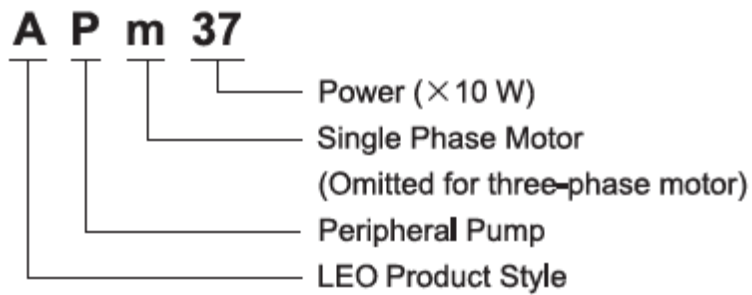 A P m 37
Power (×10 W)
Single Phase Motor
(Omitted for three-phase motor)
Peripheral Pump
LEO Product Style